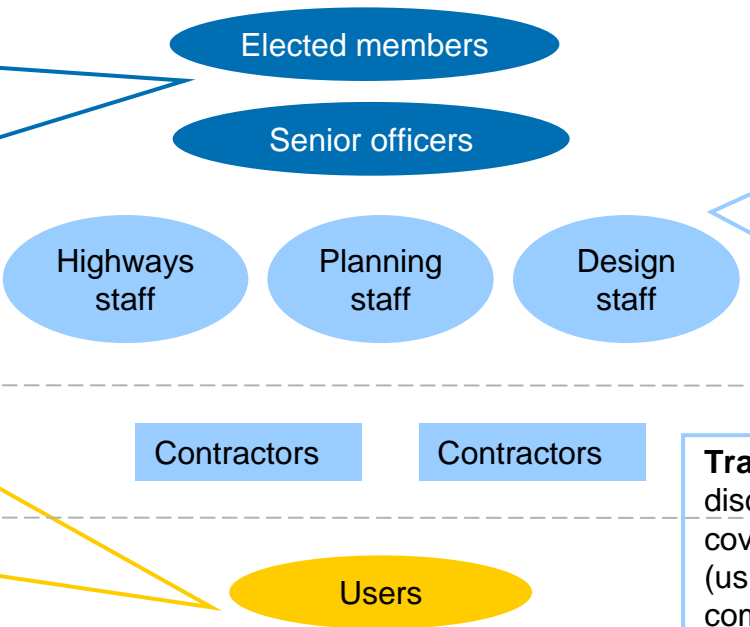 Elected members
Senior officers
Highways
staff
Planning
staff
Design
staff
Contractors
Contractors
Users